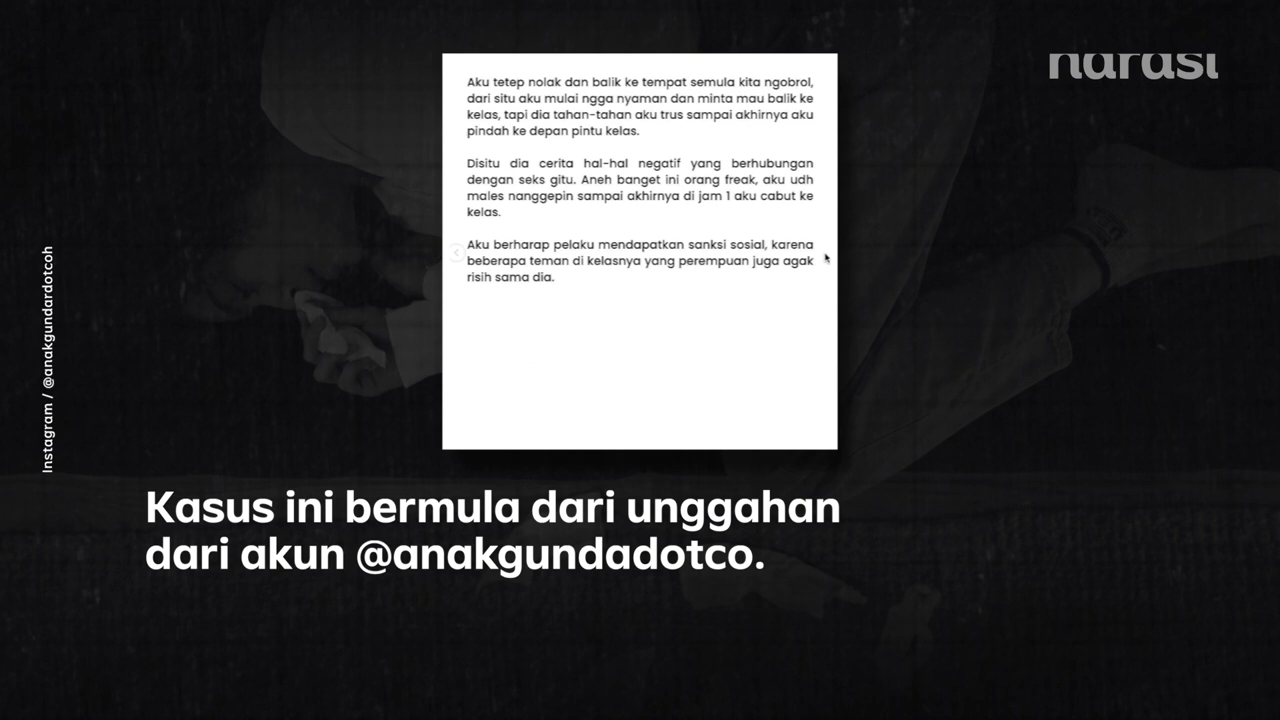 narasi
Aku tetep nolak dan balik ke tempat semula kita ngobrol,
dari situ aku mulai ngga nyaman dan minta mau balik ke
kelas, tapi dia tahan-tahan aku trus sampai akhirnya aku
pindah ke depan pintu kelas.
Disitu dia cerita hal-hal negatif yang berhubungan
dengan seks gitu. Aneh banget ini orang freak, aku udh
males nanggepin sampai akhirnya di jam 1 aku cabut ke
kelas.
Aku berharap pelaku mendapatkan sanksi sosial, karena
beberapa teman di kelasnya yang perempuan juga agak
risih sama dia.
Instagram / @anakgundardotcoh
Kasus ini bermula dari unggahan
dari akun @anakgundadotco.